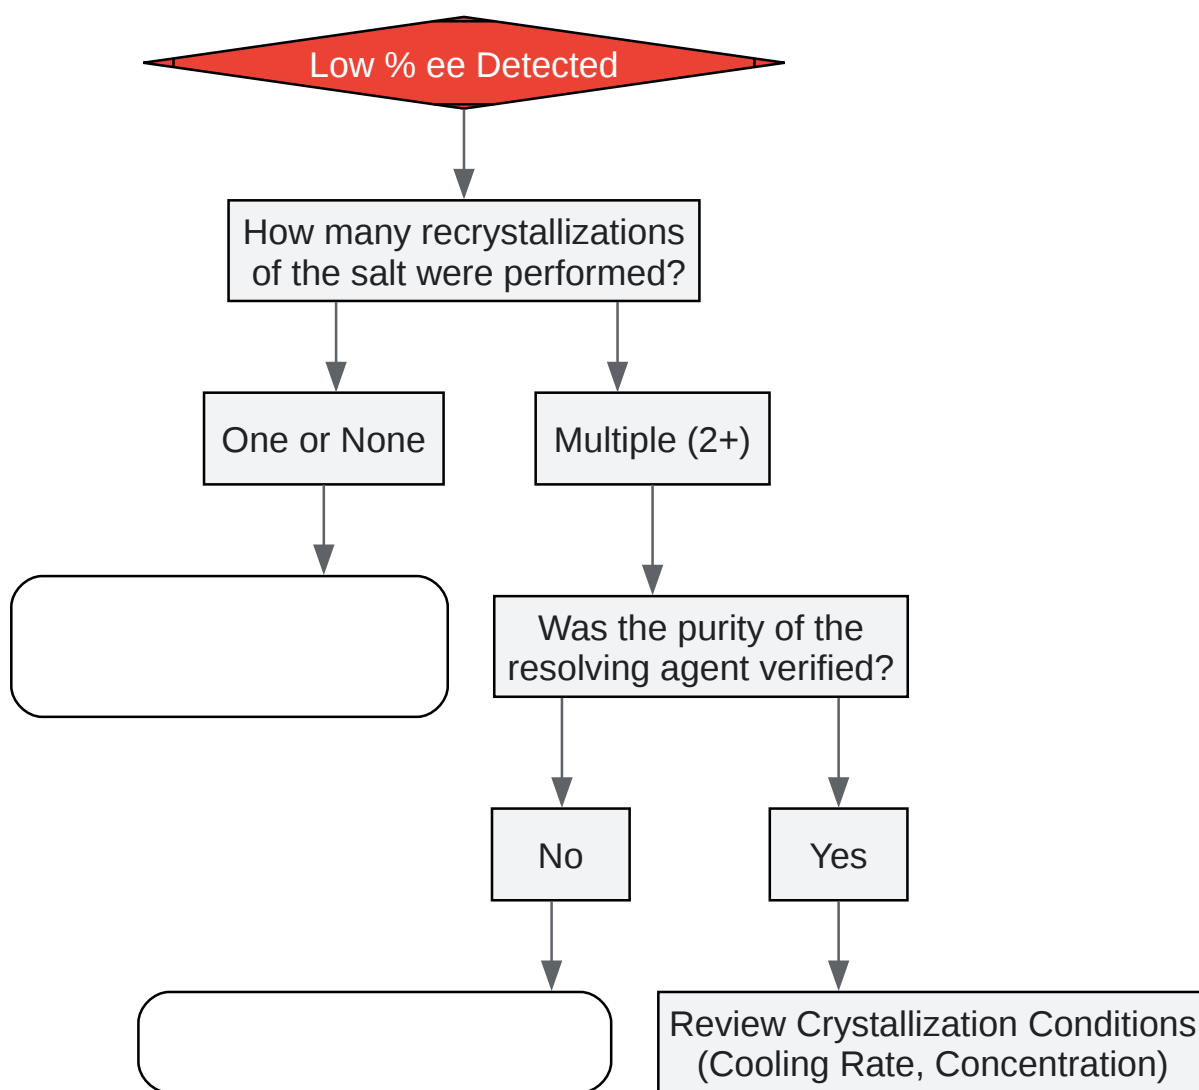 Low % ee Detected
How many recrystallizations
of the salt were performed?
One or None
Multiple (2+)
Was the purity of the
resolving agent verified?
No
Yes
Review Crystallization Conditions
(Cooling Rate, Concentration)